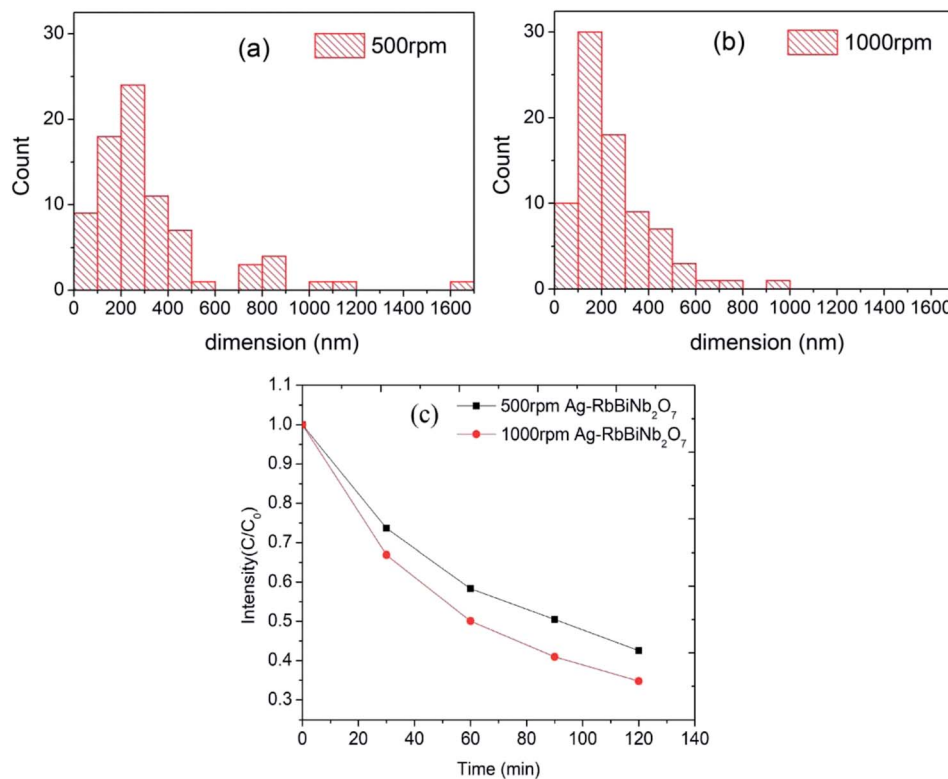 (a)
500rpm
30
20
10
0
Count
0 200 400 600 800 1000 1200 1400 1600
dimension (nm)
(b)
1000rpm
30
20
10
0
Count
0 200 400 600 800 1000 1200 1400 1600
dimension (nm)
(c)
500rpm Ag-RbBiNb₂O₇
1000rpm Ag-RbBiNb₂O₇
1.1
1.0
0.9
0.8
0.7
0.6
0.5
0.4
0.3
Intensity(C/C₀)
0 20 40 60 80 100 120 140
Time (min)